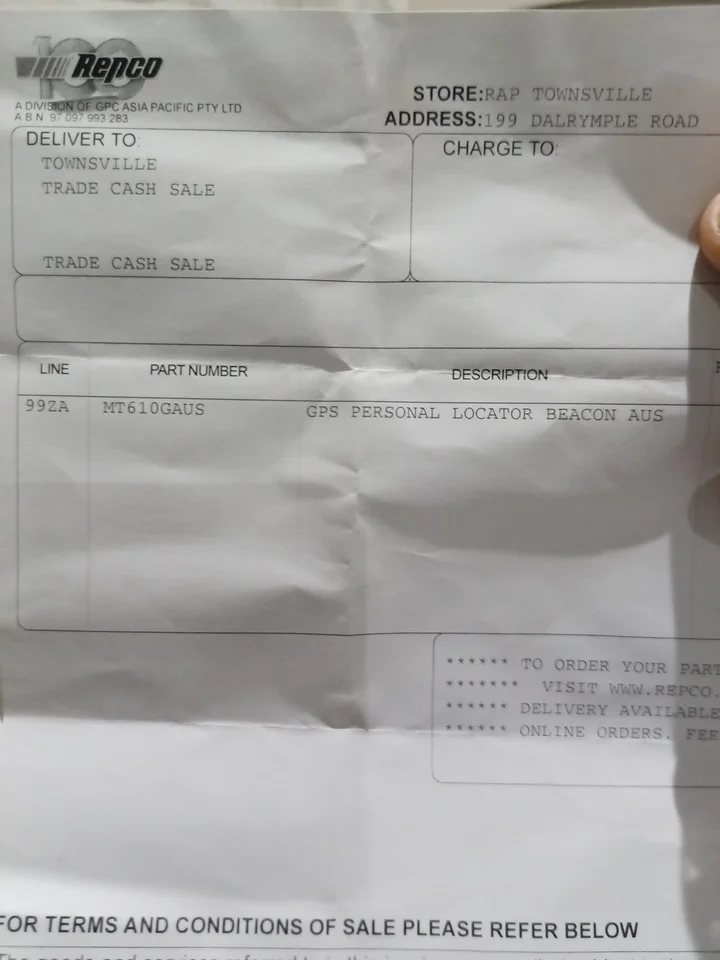 100
Repco
A DIVISION OF GPC ASIA PACIFIC PTY LTD
A B N 97 097 993 283
STORE:RAP TOWNSVILLE
ADDRESS:199 DALRYMPLE ROAD
DELIVER TO:
TOWNSVILLE
TRADE CASH SALE
TRADE CASH SALE
CHARGE TO:
LINE PART NUMBER DESCRIPTION
99ZA MT610GAUS GPS PERSONAL LOCATOR BEACON AUS
****** TO ORDER YOUR PART
******* VISIT WWW.REPCO.
****** DELIVERY AVAILABLE
****** ONLINE ORDERS. FEE
FOR TERMS AND CONDITIONS OF SALE PLEASE REFER BELOW